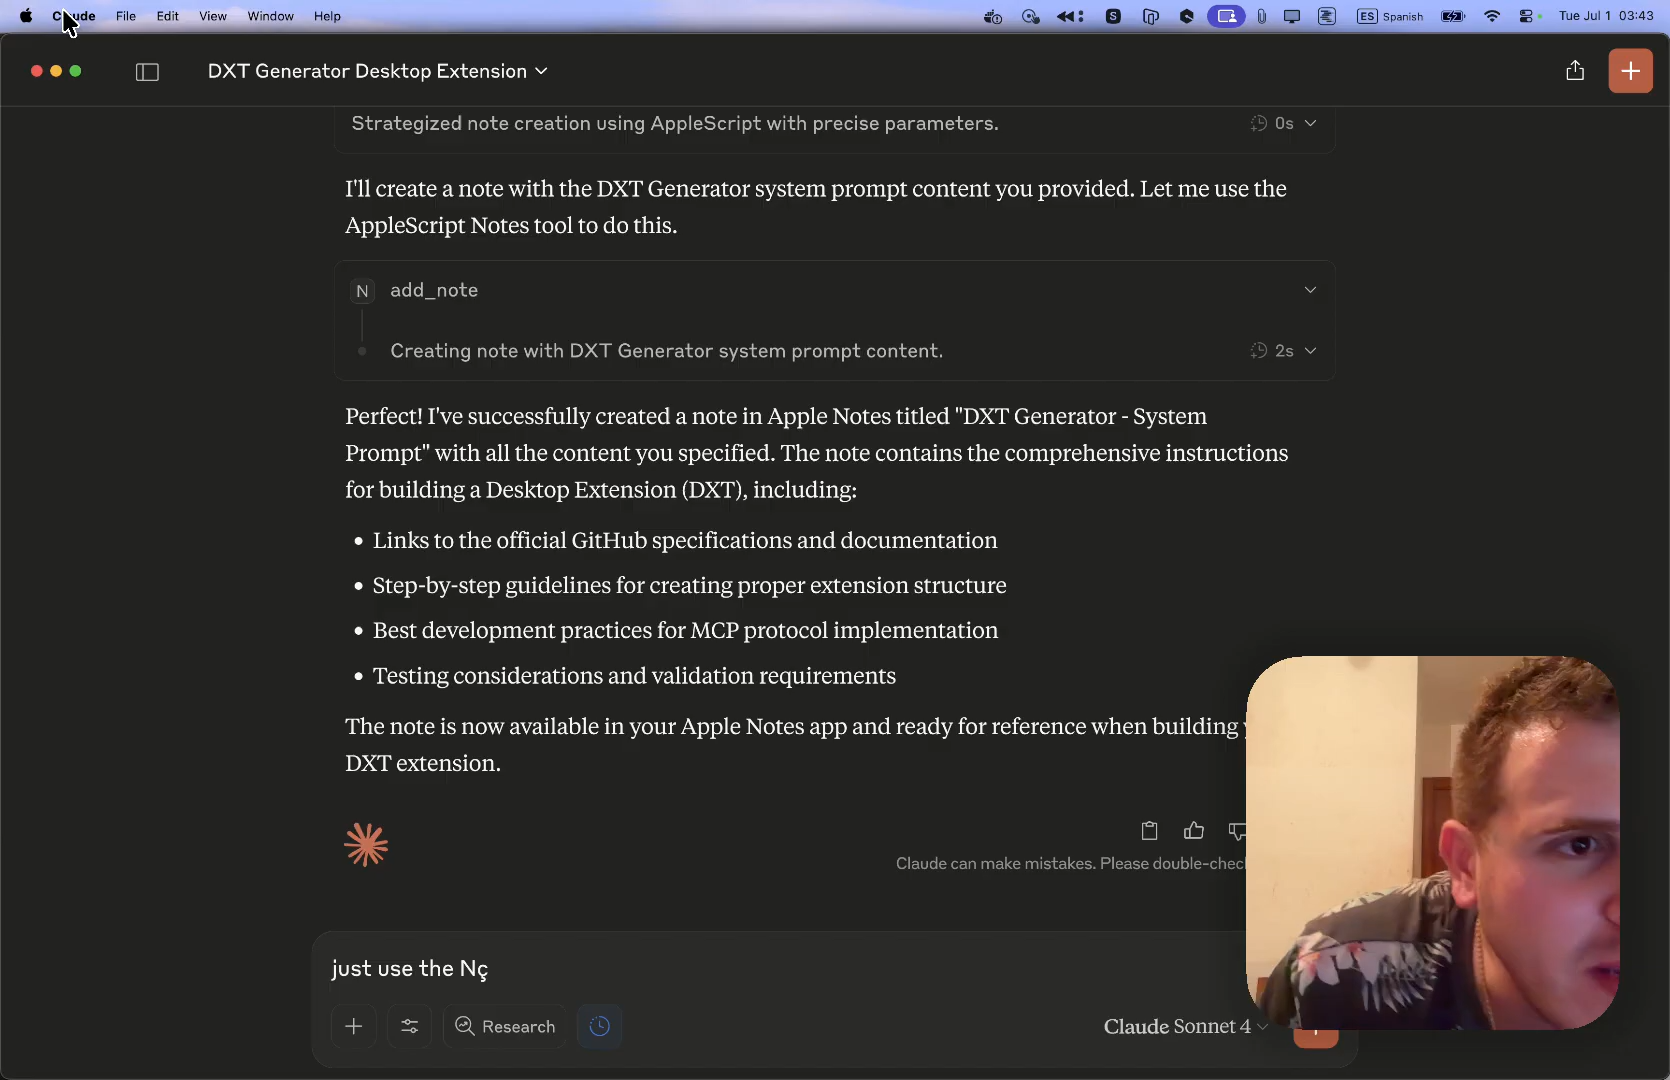 Claude File Edit View Window Help ES Spanish Tue Jul 1 03:43
DXT Generator Desktop Extension
Strategized note creation using AppleScript with precise parameters. 0s
I'll create a note with the DXT Generator system prompt content you provided. Let me use the
AppleScript Notes tool to do this.
N add_note
Creating note with DXT Generator system prompt content. 2s
Perfect! I've successfully created a note in Apple Notes titled "DXT Generator - System
Prompt" with all the content you specified. The note contains the comprehensive instructions
for building a Desktop Extension (DXT), including:
• Links to the official GitHub specifications and documentation
• Step-by-step guidelines for creating proper extension structure
• Best development practices for MCP protocol implementation
• Testing considerations and validation requirements
The note is now available in your Apple Notes app and ready for reference when building
DXT extension.
Claude can make mistakes. Please
just use the Nç
Research
Claude Sonnet 4